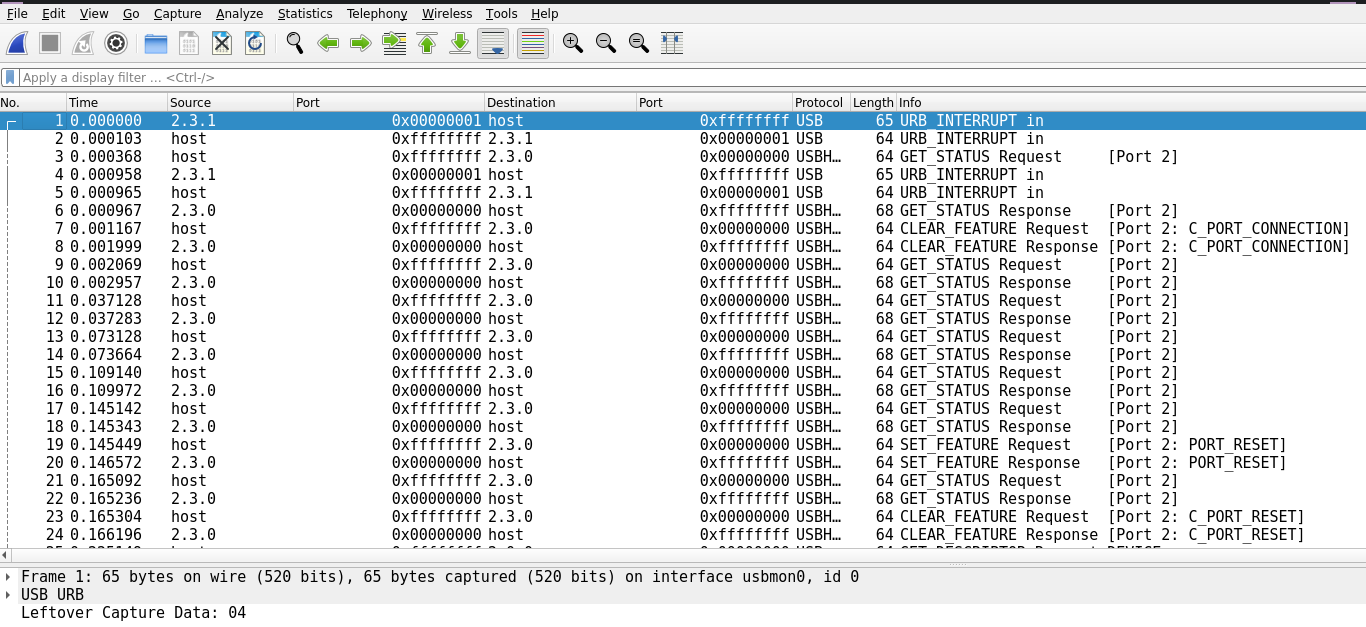 File Edit View Go Capture Analyze Statistics Telephony Wireless Tools Help
Apply a display filter ... <Ctrl-/>
No. Time Source Port Destination Port Protocol Length Info
1 0.000000 2.3.1 0x00000001 host 0xffffffff USB 65 URB_INTERRUPT in
2 0.000103 host 0xffffffff 2.3.1 0x00000001 USB 64 URB_INTERRUPT in
3 0.000368 host 0xffffffff 2.3.0 0x00000000 USBH… 64 GET_STATUS Request [Port 2]
4 0.000958 2.3.1 0x00000001 host 0xffffffff USB 65 URB_INTERRUPT in
5 0.000965 host 0xffffffff 2.3.1 0x00000001 USB 64 URB_INTERRUPT in
6 0.000967 2.3.0 0x00000000 host 0xffffffff USBH… 68 GET_STATUS Response [Port 2]
7 0.001167 host 0xffffffff 2.3.0 0x00000000 USBH… 64 CLEAR_FEATURE Request [Port 2: C_PORT_CONNECTION]
8 0.001999 2.3.0 0x00000000 host 0xffffffff USBH… 64 CLEAR_FEATURE Response [Port 2: C_PORT_CONNECTION]
9 0.002069 host 0xffffffff 2.3.0 0x00000000 USBH… 64 GET_STATUS Request [Port 2]
10 0.002957 2.3.0 0x00000000 host 0xffffffff USBH… 68 GET_STATUS Response [Port 2]
11 0.037128 host 0xffffffff 2.3.0 0x00000000 USBH… 64 GET_STATUS Request [Port 2]
12 0.037283 2.3.0 0x00000000 host 0xffffffff USBH… 68 GET_STATUS Response [Port 2]
13 0.073128 host 0xffffffff 2.3.0 0x00000000 USBH… 64 GET_STATUS Request [Port 2]
14 0.073664 2.3.0 0x00000000 host 0xffffffff USBH… 68 GET_STATUS Response [Port 2]
15 0.109140 host 0xffffffff 2.3.0 0x00000000 USBH… 64 GET_STATUS Request [Port 2]
16 0.109972 2.3.0 0x00000000 host 0xffffffff USBH… 68 GET_STATUS Response [Port 2]
17 0.145142 host 0xffffffff 2.3.0 0x00000000 USBH… 64 GET_STATUS Request [Port 2]
18 0.145343 2.3.0 0x00000000 host 0xffffffff USBH… 68 GET_STATUS Response [Port 2]
19 0.145449 host 0xffffffff 2.3.0 0x00000000 USBH… 64 SET_FEATURE Request [Port 2: PORT_RESET]
20 0.146572 2.3.0 0x00000000 host 0xffffffff USBH… 64 SET_FEATURE Response [Port 2: PORT_RESET]
21 0.165092 host 0xffffffff 2.3.0 0x00000000 USBH… 64 GET_STATUS Request [Port 2]
22 0.165236 2.3.0 0x00000000 host 0xffffffff USBH… 68 GET_STATUS Response [Port 2]
23 0.165304 host 0xffffffff 2.3.0 0x00000000 USBH… 64 CLEAR_FEATURE Request [Port 2: C_PORT_RESET]
24 0.166196 2.3.0 0x00000000 host 0xffffffff USBH… 64 CLEAR_FEATURE Response [Port 2: C_PORT_RESET]
Frame 1: 65 bytes on wire (520 bits), 65 bytes captured (520 bits) on interface usbmon0, id 0
USB URB
Leftover Capture Data: 04